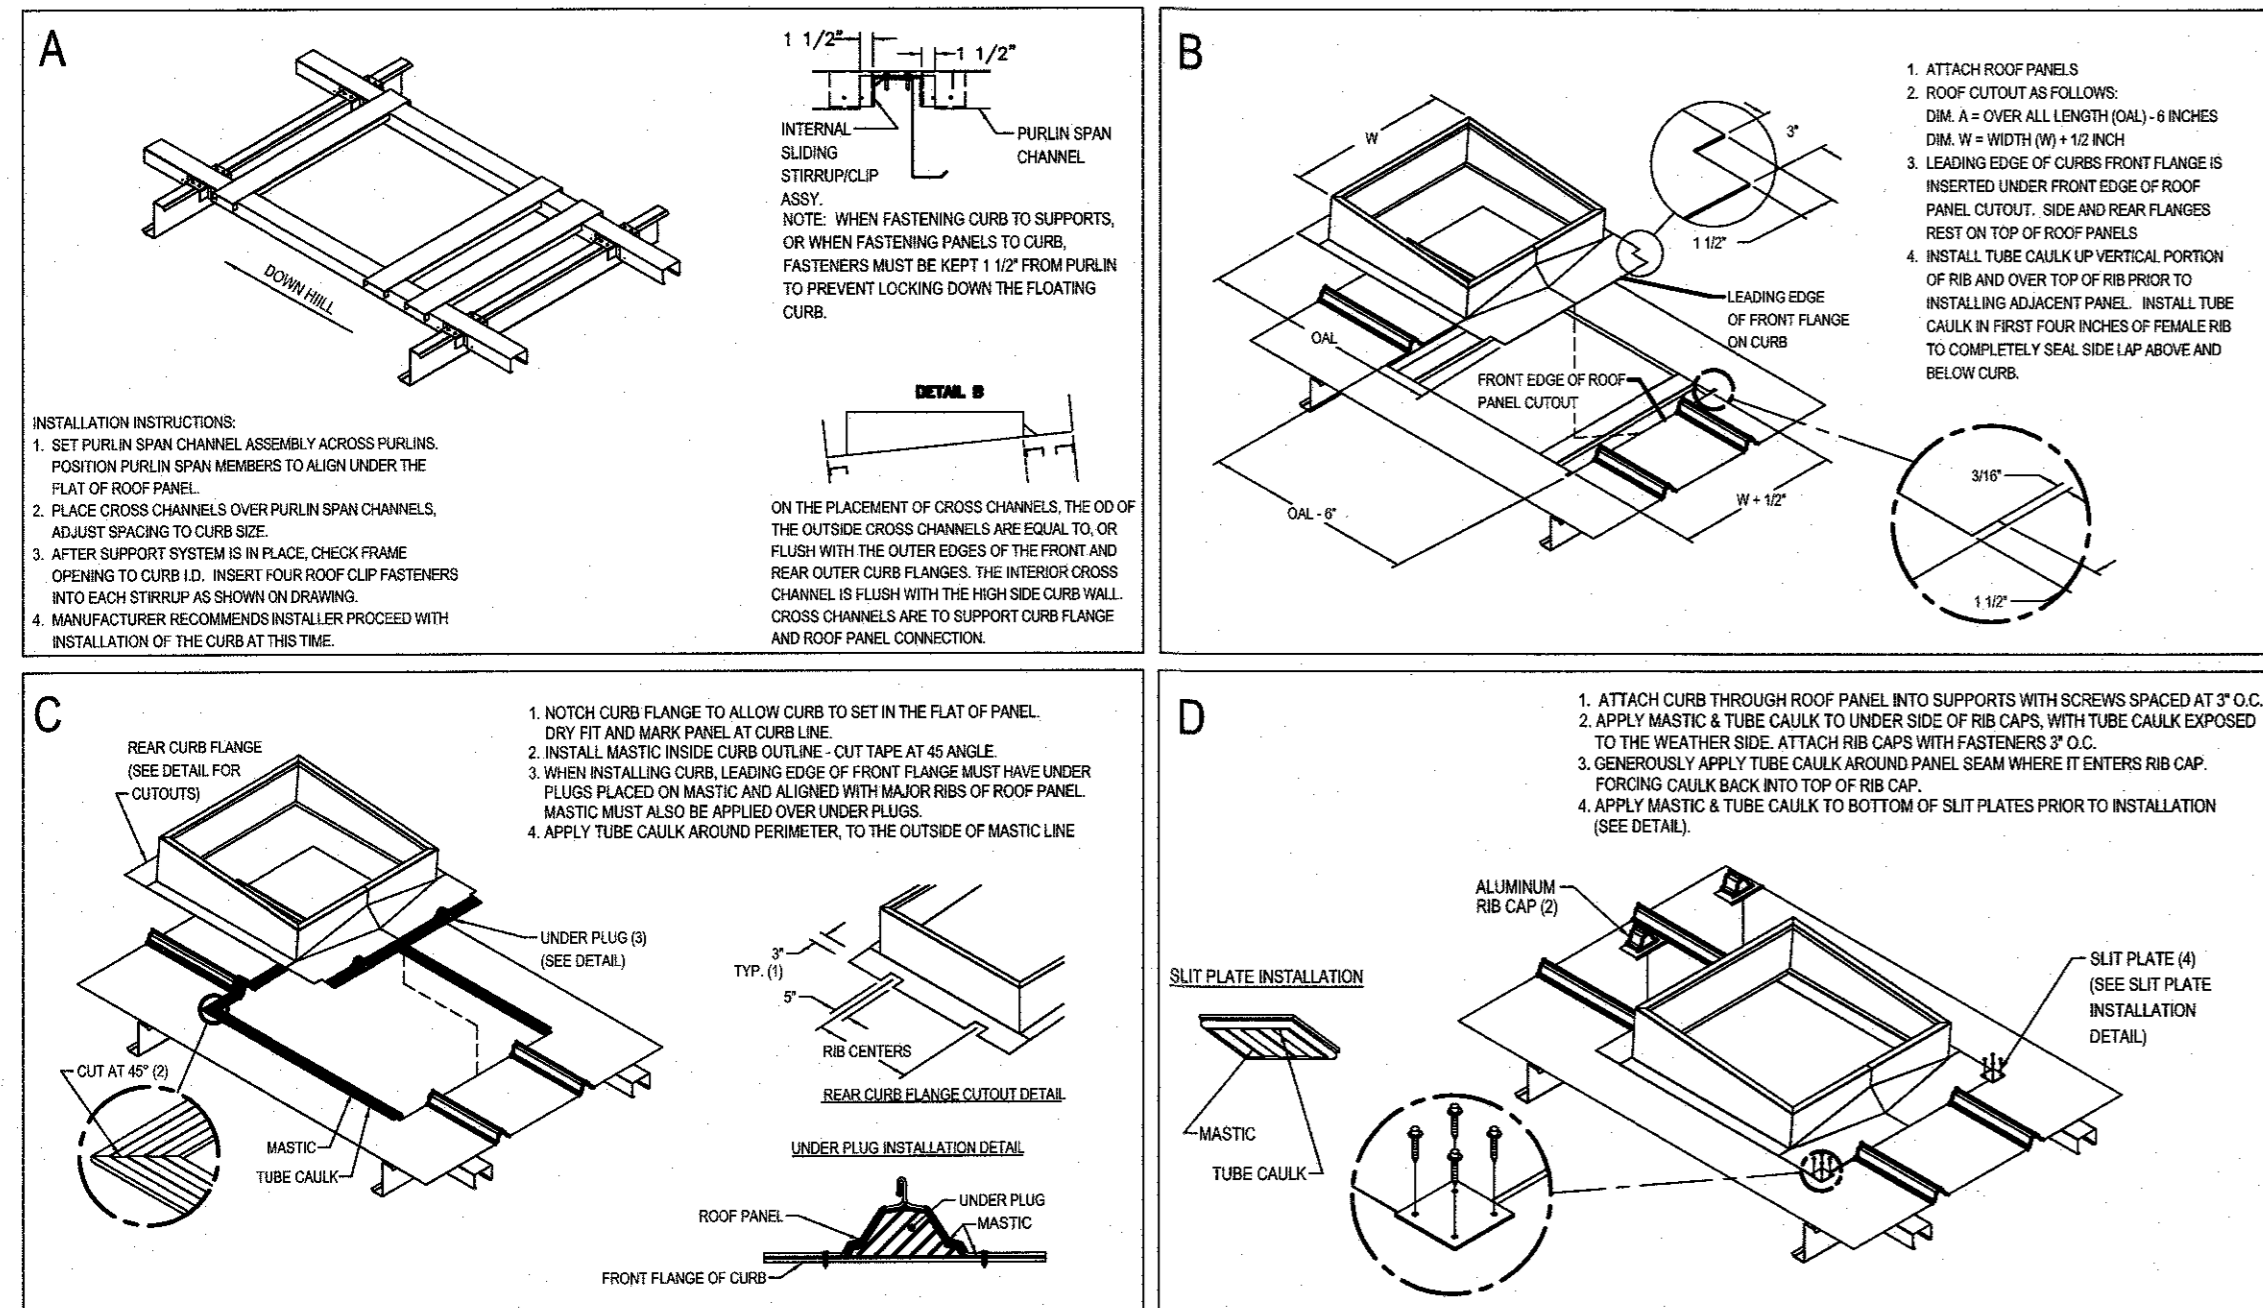 A
1 1/2"
1 1/2"
INTERNAL
SLIDING
STIRRUP/CLIP
ASSY.
PURLIN SPAN
CHANNEL
NOTE: WHEN FASTENING CURB TO SUPPORTS,
OR WHEN FASTENING PANELS TO CURB,
FASTENERS MUST BE KEPT 1 1/2" FROM PURLIN
TO PREVENT LOCKING DOWN THE FLOATING
CURB.
DOWN HIILL
DETAIL B
INSTALLATION INSTRUCTIONS:
1. SET PURLIN SPAN CHANNEL ASSEMBLY ACROSS PURLINS.
POSITION PURLIN SPAN MEMBERS TO ALIGN UNDER THE
FLAT OF ROOF PANEL.
2. PLACE CROSS CHANNELS OVER PURLIN SPAN CHANNELS,
ADJUST SPACING TO CURB SIZE.
3. AFTER SUPPORT SYSTEM IS IN PLACE, CHECK FRAME
OPENING TO CURB I.D. INSERT FOUR ROOF CLIP FASTENERS
INTO EACH STIRRUP AS SHOWN ON DRAWING.
4. MANUFACTURER RECOMMENDS INSTALLER PROCEED WITH
INSTALLATION OF THE CURB AT THIS TIME.
ON THE PLACEMENT OF CROSS CHANNELS, THE OD OF
THE OUTSIDE CROSS CHANNELS ARE EQUAL TO, OR
FLUSH WITH THE OUTER EDGES OF THE FRONT AND
REAR OUTER CURB FLANGES. THE INTERIOR CROSS
CHANNEL IS FLUSH WITH THE HIGH SIDE CURB WALL.
CROSS CHANNELS ARE TO SUPPORT CURB FLANGE
AND ROOF PANEL CONNECTION.
B
1. ATTACH ROOF PANELS
2. ROOF CUTOUT AS FOLLOWS:
DIM. A = OVER ALL LENGTH (OAL) - 6 INCHES
DIM. W = WIDTH (W) + 1/2 INCH
3. LEADING EDGE OF CURBS FRONT FLANGE IS
INSERTED UNDER FRONT EDGE OF ROOF
PANEL CUTOUT. SIDE AND REAR FLANGES
REST ON TOP OF ROOF PANELS
4. INSTALL TUBE CAULK UP VERTICAL PORTION
OF RIB AND OVER TOP OF RIB PRIOR TO
INSTALLING ADJACENT PANEL. INSTALL TUBE
CAULK IN FIRST FOUR INCHES OF FEMALE RIB
TO COMPLETELY SEAL SIDE LAP ABOVE AND
BELOW CURB.
W
3"
1 1/2"
LEADING EDGE
OF FRONT FLANGE
ON CURB
OAL
FRONT EDGE OF ROOF
PANEL CUTOUT
OAL - 6"
W + 1/2"
3/16"
1 1/2"
C
1. NOTCH CURB FLANGE TO ALLOW CURB TO SET IN THE FLAT OF PANEL.
DRY FIT AND MARK PANEL AT CURB LINE.
2. INSTALL MASTIC INSIDE CURB OUTLINE - CUT TAPE AT 45 ANGLE.
3. WHEN INSTALLING CURB, LEADING EDGE OF FRONT FLANGE MUST HAVE UNDER
PLUGS PLACED ON MASTIC AND ALIGNED WITH MAJOR RIBS OF ROOF PANEL.
MASTIC MUST ALSO BE APPLIED OVER UNDER PLUGS.
4. APPLY TUBE CAULK AROUND PERIMETER, TO THE OUTSIDE OF MASTIC LINE
REAR CURB FLANGE
(SEE DETAIL FOR
CUTOUTS)
UNDER PLUG (3)
(SEE DETAIL)
CUT AT 45° (2)
MASTIC
TUBE CAULK
3"
TYP. (1)
5"
RIB CENTERS
REAR CURB FLANGE CUTOUT DETAIL
UNDER PLUG INSTALLATION DETAIL
UNDER PLUG
ROOF PANEL
MASTIC
FRONT FLANGE OF CURB
D
1. ATTACH CURB THROUGH ROOF PANEL INTO SUPPORTS WITH SCREWS SPACED AT 3" O.C.
2. APPLY MASTIC & TUBE CAULK TO UNDER SIDE OF RIB CAPS, WITH TUBE CAULK EXPOSED
TO THE WEATHER SIDE. ATTACH RIB CAPS WITH FASTENERS 3" O.C.
3. GENEROUSLY APPLY TUBE CAULK AROUND PANEL SEAM WHERE IT ENTERS RIB CAP.
FORCING CAULK BACK INTO TOP OF RIB CAP.
4. APPLY MASTIC & TUBE CAULK TO BOTTOM OF SLIT PLATES PRIOR TO INSTALLATION
(SEE DETAIL).
ALUMINUM
RIB CAP (2)
SLIT PLATE (4)
(SEE SLIT PLATE
INSTALLATION
DETAIL)
SLIT PLATE INSTALLATION
MASTIC
TUBE CAULK